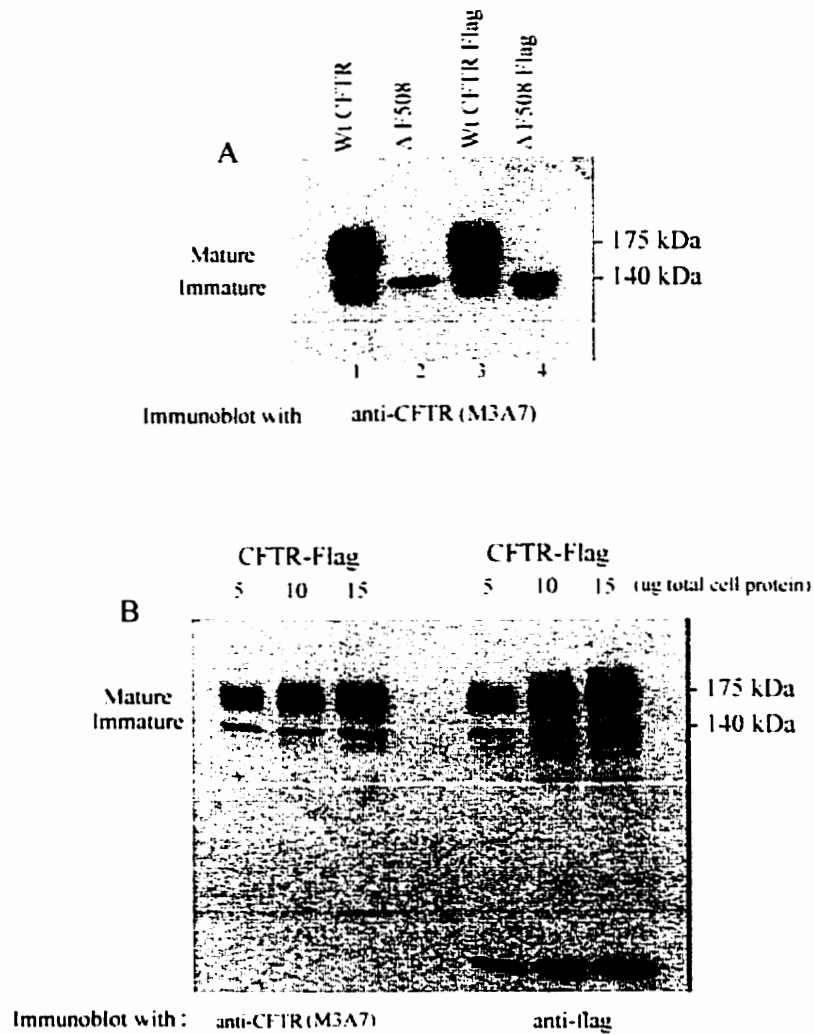 Wt CFTR
Δ F508
Wt CFTR Flag
Δ F508 Flag
A
Mature
Immature
175 kDa
140 kDa
1 2 3 4
Immunoblot with anti-CFTR (M3A7)
CFTR-Flag CFTR-Flag
5 10 15 5 10 15 (ug total cell protein)
B
Mature
Immature
175 kDa
140 kDa
Immunoblot with : anti-CFTR (M3A7) anti-flag